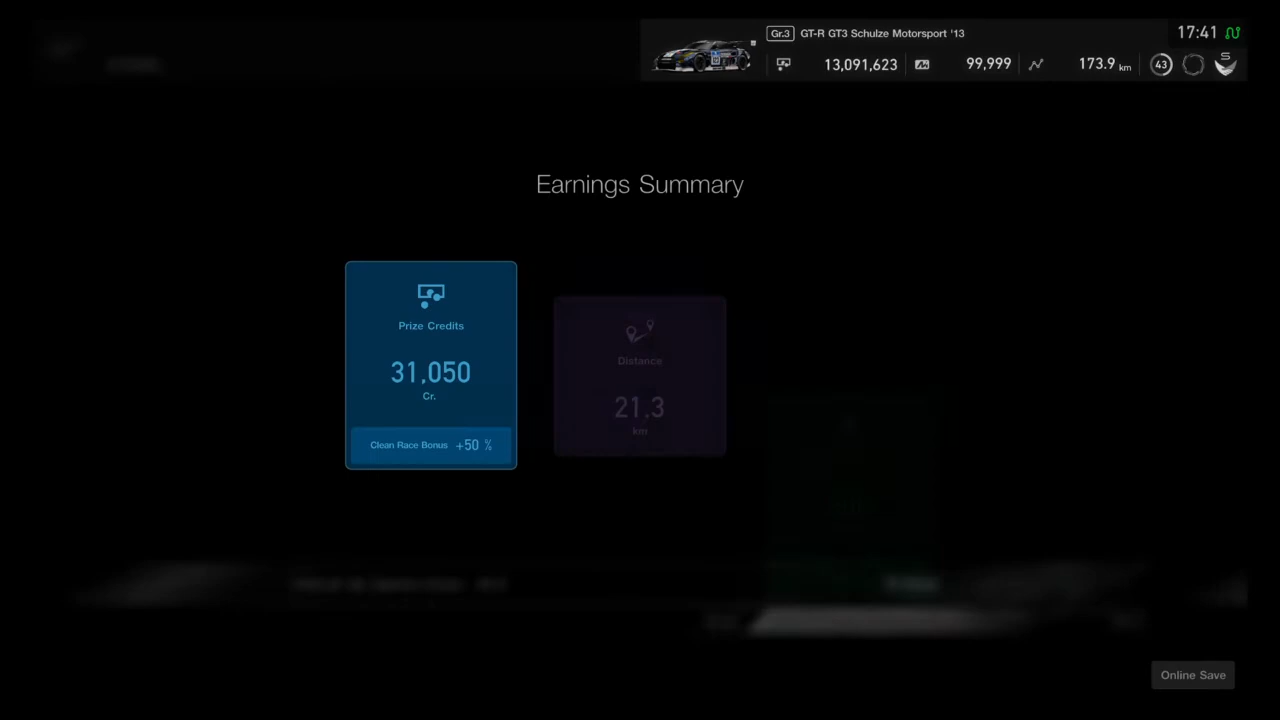 Gr.3 GT-R GT3 Schulze Motorsport '13
17:41
13,091,623 99,999 173.9 km 43 S
Earnings Summary
Prize Credits
31,050
Cr.
Clean Race Bonus +50 %
Distance
21.3
km
Online Save